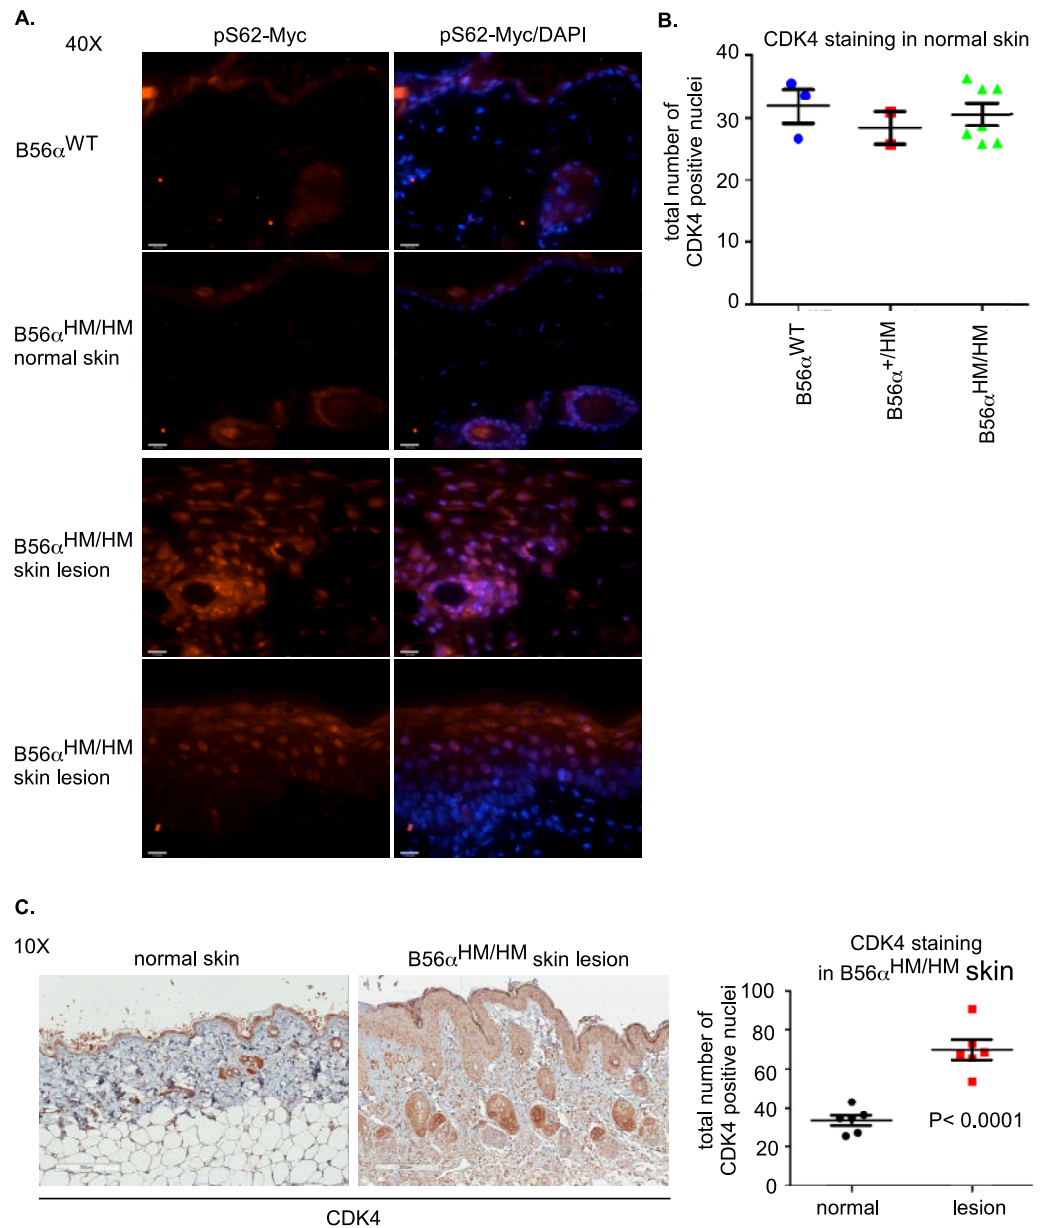 A.
40X
pS62-Myc
pS62-Myc/DAPI
B56αWT
B56αHM/HM
normal skin
B56αHM/HM
skin lesion
B56αHM/HM
skin lesion
B.
CDK4 staining in normal skin
total number of
CDK4 positive nuclei
40
30
20
10
0
B56αWT
B56α+/HM
B56αHM/HM
C.
10X
normal skin
B56αHM/HM skin lesion
CDK4
CDK4 staining
in B56αHM/HM skin
total number of
CDK4 positive nuclei
100
80
60
40
20
0
P< 0.0001
normal
lesion